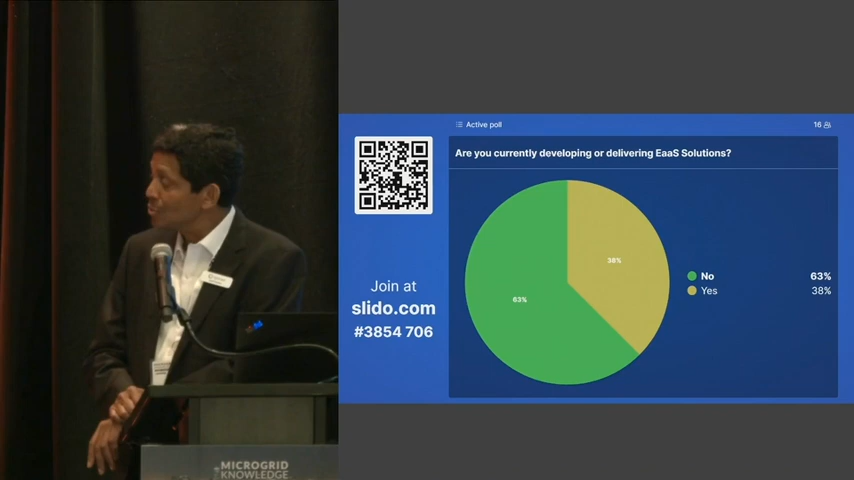 Active poll
16
Are you currently developing or delivering EaaS Solutions?
38%
63%
No 63%
Yes 38%
Join at
slido.com
#3854 706
MICROGRID
KNOWLEDGE